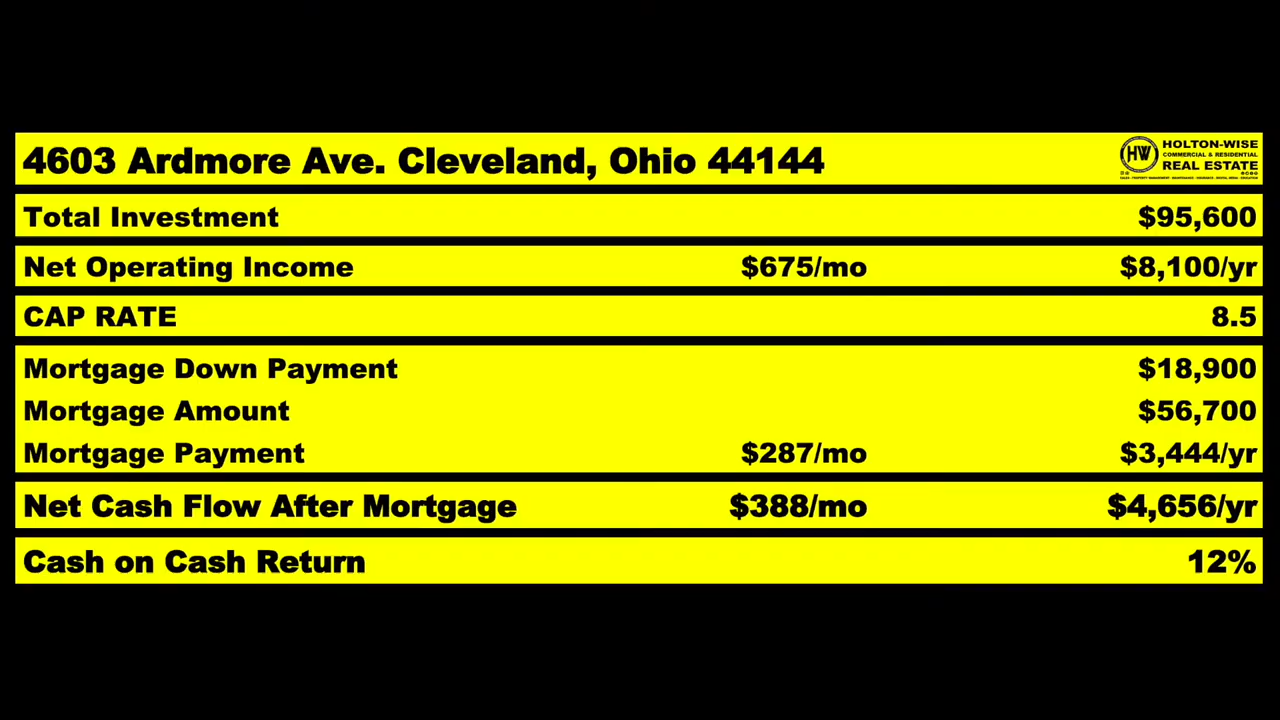 4603 Ardmore Ave. Cleveland, Ohio 44144
HW
HOLTON-WISE
COMMERCIAL & RESIDENTIAL
REAL ESTATE
Total Investment $95,600
Net Operating Income $675/mo $8,100/yr
CAP RATE 8.5
Mortgage Down Payment $18,900
Mortgage Amount $56,700
Mortgage Payment $287/mo $3,444/yr
Net Cash Flow After Mortgage $388/mo $4,656/yr
Cash on Cash Return 12%